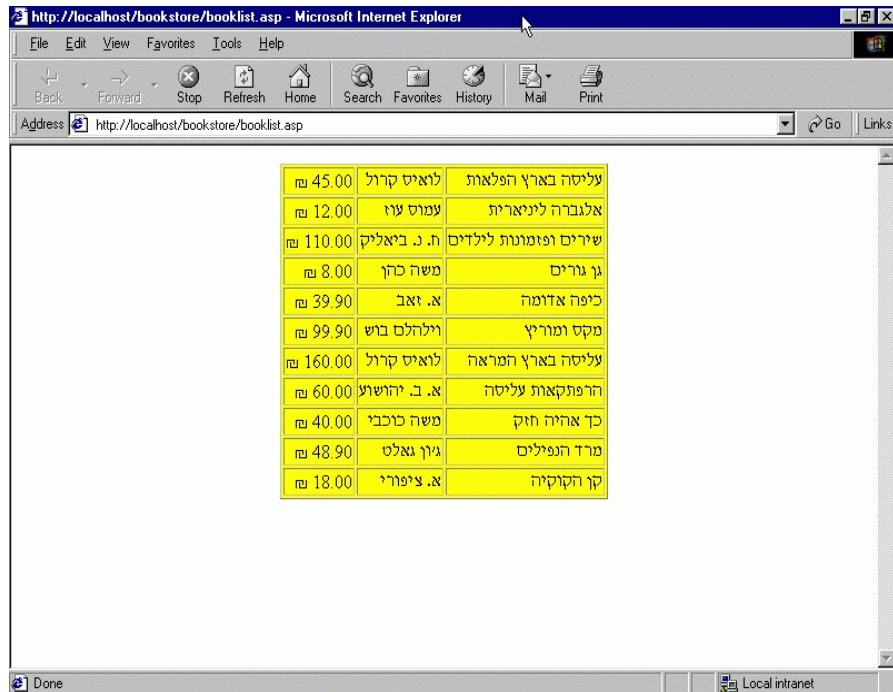 http://localhost/bookstore/booklist.asp - Microsoft Internet Explorer
File Edit View Favorites Tools Help
Back Forward Stop Refresh Home Search Favorites History Mail Print
Address http://localhost/bookstore/booklist.asp Go Links
עליסה בארץ הפלאות לואיס קרול 45.00 ₪
אלגברה ליניארית עמוס עוז 12.00 ₪
שירים ופזמונות לילדים ח. נ. ביאליק 110.00 ₪
גן גורים משה כהן 8.00 ₪
כיפה אדומה א. זאב 39.90 ₪
מקס ומוריץ וילהלם בוש 99.90 ₪
עליסה בארץ המראה לואיס קרול 160.00 ₪
הרפתקאות עליסה א. ב. יהושוע 60.00 ₪
כך אהיה חזק משה כוכבי 40.00 ₪
מרד הנפילים ג'ון גאלט 48.90 ₪
קן הקוקיה א. ציפורי 18.00 ₪
Done Local intranet